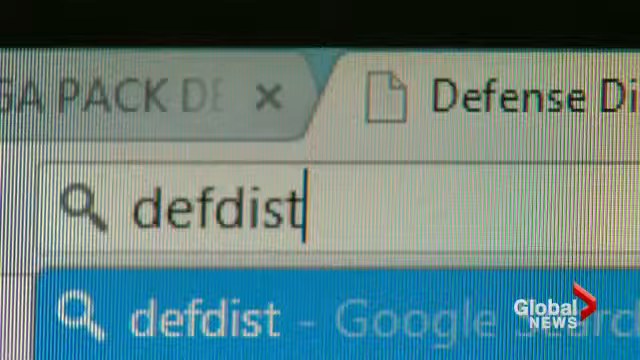 GA PACK DE
Defense Di
defdist
defdist - Google Search
Global
NEWS